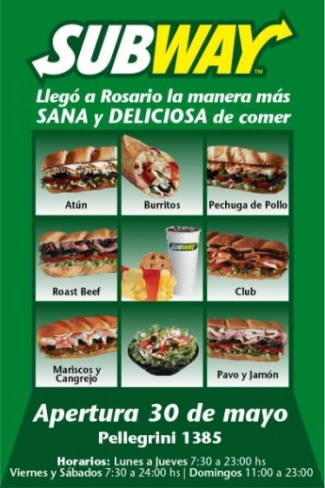 SUBWAY™
Llegó a Rosario la manera más
SANA y DELICIOSA de comer
Atún
Burritos
Pechuga de Pollo
Roast Beef
SUBWAY
Club
Mariscos y
Cangrejo
Pavo y Jamón
Apertura 30 de mayo
Pellegrini 1385
Horarios: Lunes a Jueves 7:30 a 23:00 hs
Viernes y Sábados 7:30 a 24:00 hs | Domingos 11:00 a 23:00